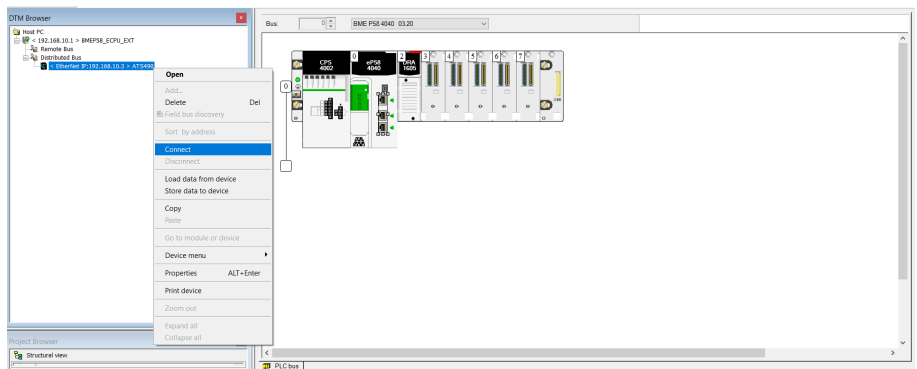 DTM Browser
Host PC
< 192.168.10.1 > BMEP58_ECPU_EXT
Remote Bus
Distributed Bus
< EtherNet IP:192.168.10.3 > ATS490
Open
Add...
Delete Del
Field bus discovery
Sort by address
Connect
Disconnect
Load data from device
Store data to device
Copy
Paste
Go to module or device
Device menu
Properties ALT+Enter
Print device
Zoom out
Expand all
Collapse all
Project Browser
Structural view
Bus: 0 BME P58 4040 03.20
CPS 4002
0
eP58 4040
2
DRA 1605
3
4
5
6
7
0
PLC bus